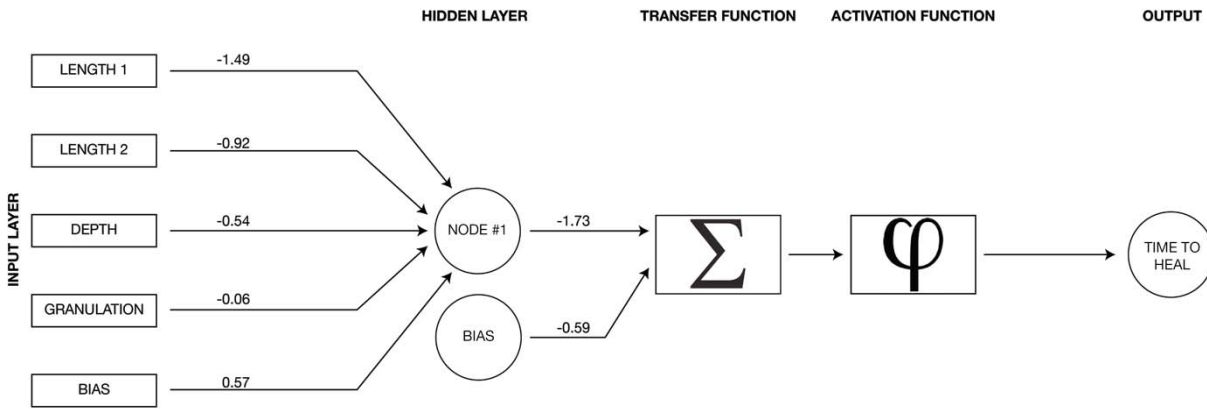 HIDDEN LAYER
TRANSFER FUNCTION
ACTIVATION FUNCTION
OUTPUT
INPUT LAYER
LENGTH 1
-1.49
LENGTH 2
-0.92
DEPTH
-0.54
GRANULATION
-0.06
BIAS
0.57
NODE #1
-1.73
BIAS
-0.59
Σ
φ
TIME TO
HEAL